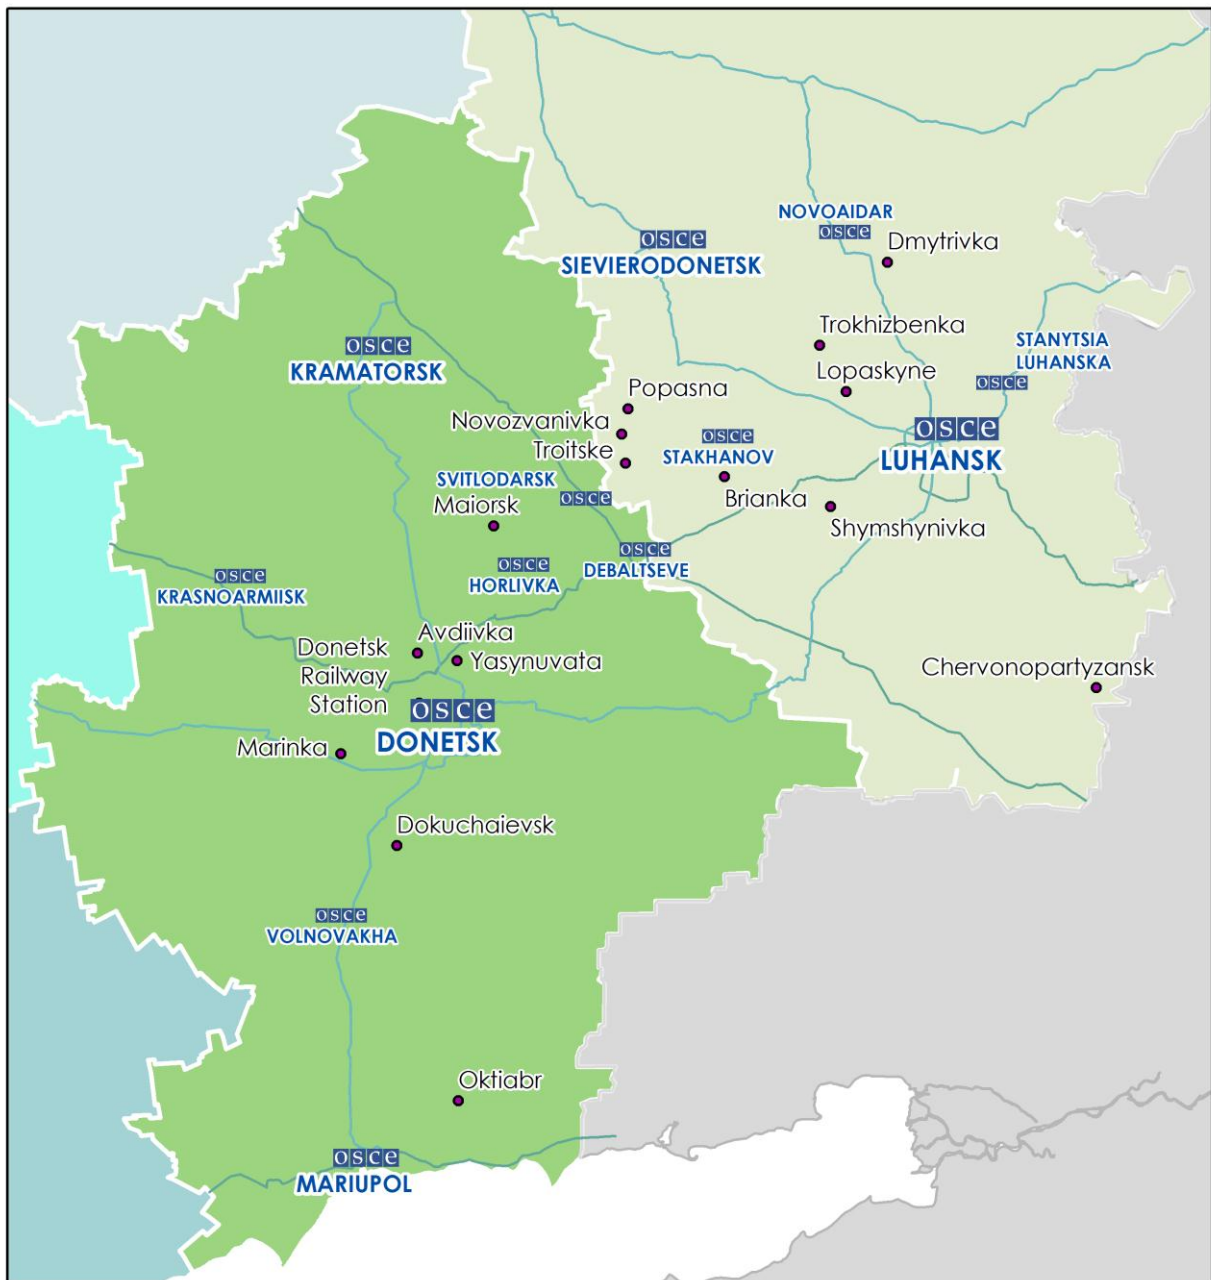 NOVOAIDAR
osce
Dmytrivka
osce
SIEVIERODONETSK
Trokhizbenka
osce
KRAMATORSK
STANYTSIA
LUHANSKA
osce
Lopaskyne
Popasna
Novozvanivka
Troitske
osce
STAKHANOV
osce
LUHANSK
SVITLODARSK
osce
Maiorsk
Brianka
Shymshynivka
osce
HORLIVKA
osce
DEBALTSEVE
osce
KRASNOARMIISK
Avdiivka
Yasynuvata
Donetsk
Railway
Station
Chervonopartyzansk
osce
DONETSK
Marinka
Dokuchaievsk
osce
VOLNOVAKHA
Oktiabr
osce
MARIUPOL